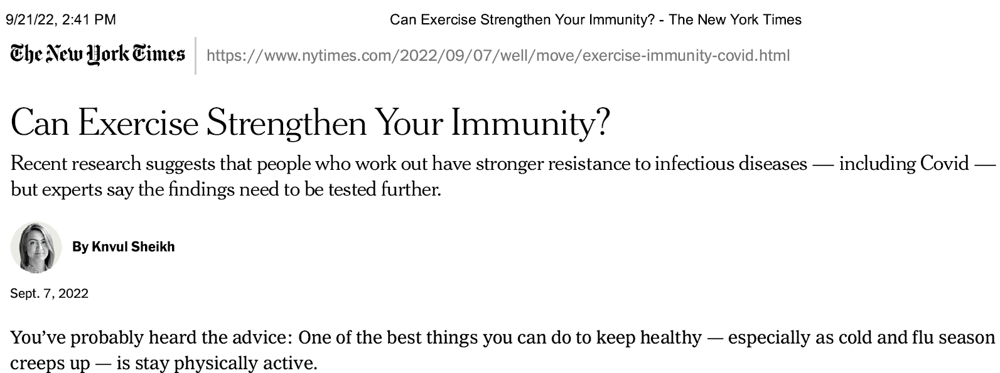 9/21/22, 2:41 PM Can Exercise Strengthen Your Immunity? - The New York Times
The New York Times https://www.nytimes.com/2022/09/07/well/move/exercise-immunity-covid.html
Can Exercise Strengthen Your Immunity?
Recent research suggests that people who work out have stronger resistance to infectious diseases — including Covid —
but experts say the findings need to be tested further.
By Knvul Sheikh
Sept. 7, 2022
You’ve probably heard the advice: One of the best things you can do to keep healthy — especially as cold and flu season
creeps up — is stay physically active.